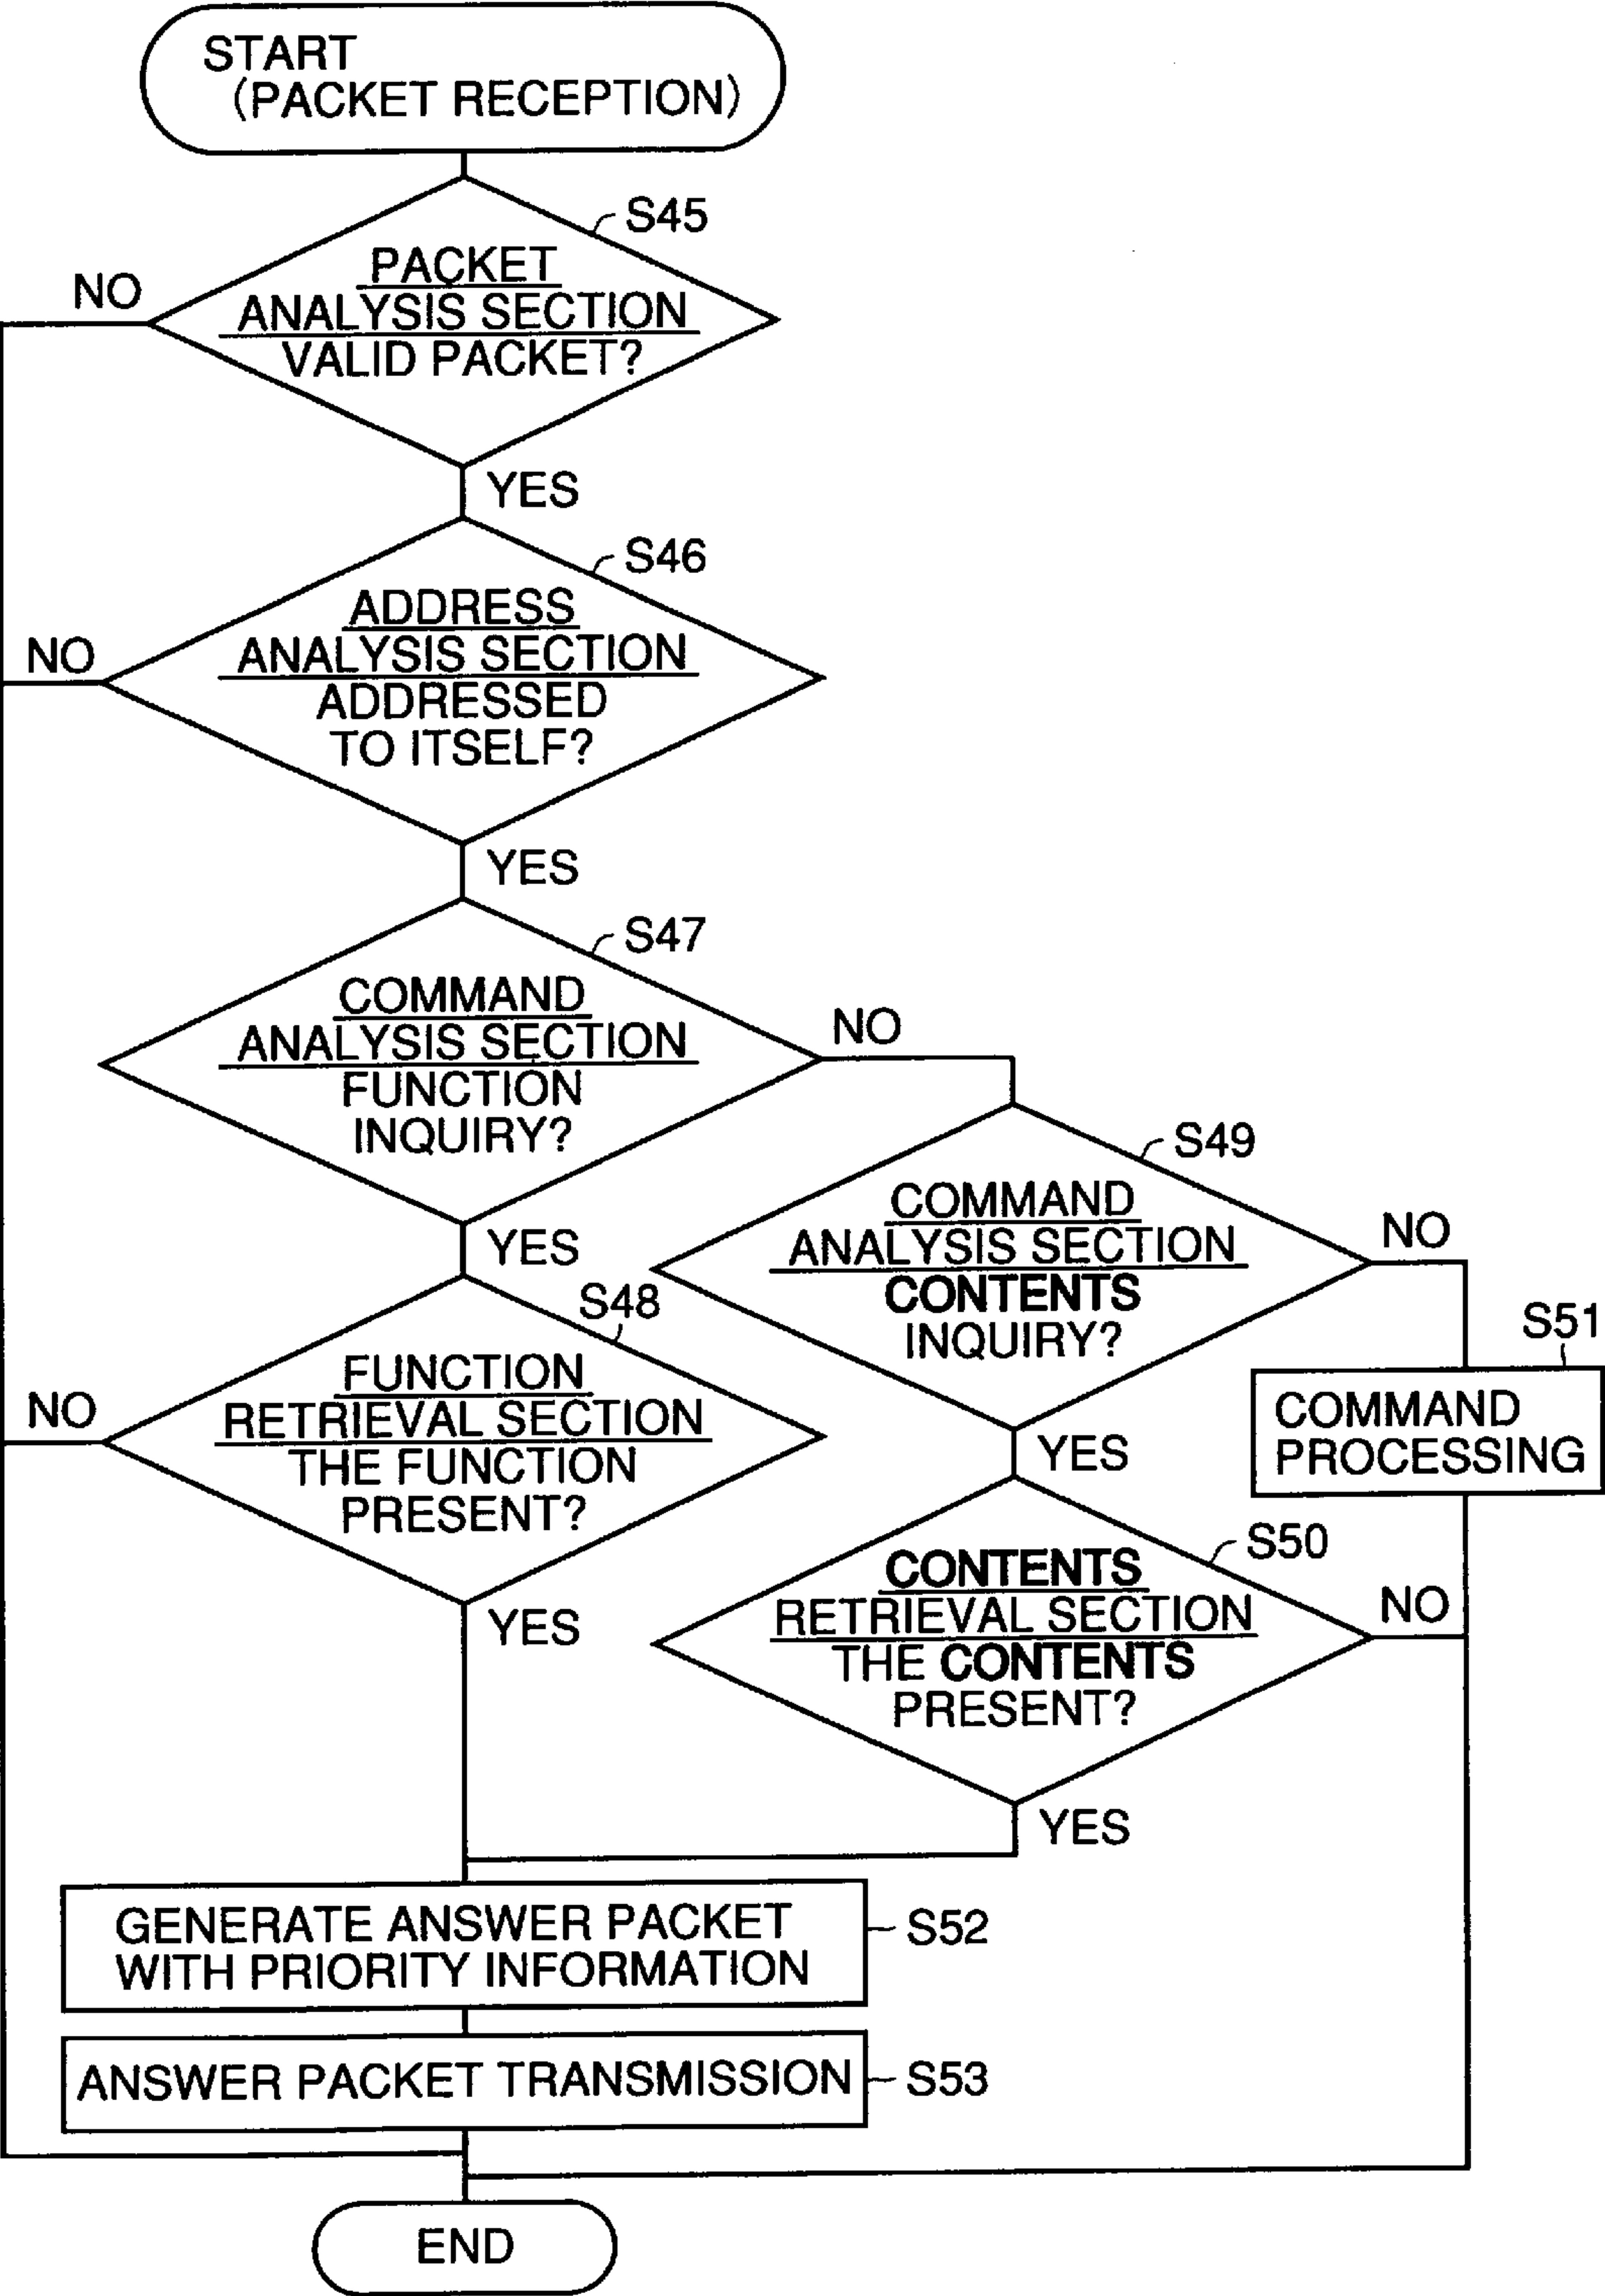 START
(PACKET RECEPTION)
S45
PACKET
ANALYSIS SECTION
VALID PACKET?
NO
YES
S46
ADDRESS
ANALYSIS SECTION
ADDRESSED
TO ITSELF?
NO
YES
S47
COMMAND
ANALYSIS SECTION
FUNCTION
INQUIRY?
NO
YES
S48
FUNCTION
RETRIEVAL SECTION
THE FUNCTION
PRESENT?
NO
YES
S49
COMMAND
ANALYSIS SECTION
CONTENTS
INQUIRY?
NO
YES
S51
COMMAND
PROCESSING
S50
CONTENTS
RETRIEVAL SECTION
THE CONTENTS
PRESENT?
NO
YES
GENERATE ANSWER PACKET
WITH PRIORITY INFORMATION
S52
ANSWER PACKET TRANSMISSION
S53
END